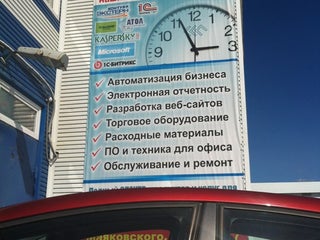 ЭКСПЕРТ
1С
АТОЛ
KASPERSKY
Microsoft
1С-БИТРИКС
Автоматизация бизнеса
Электронная отчетность
Разработка веб-сайтов
Торговое оборудование
Расходные материалы
ПО и техника для офиса
Обслуживание и ремонт